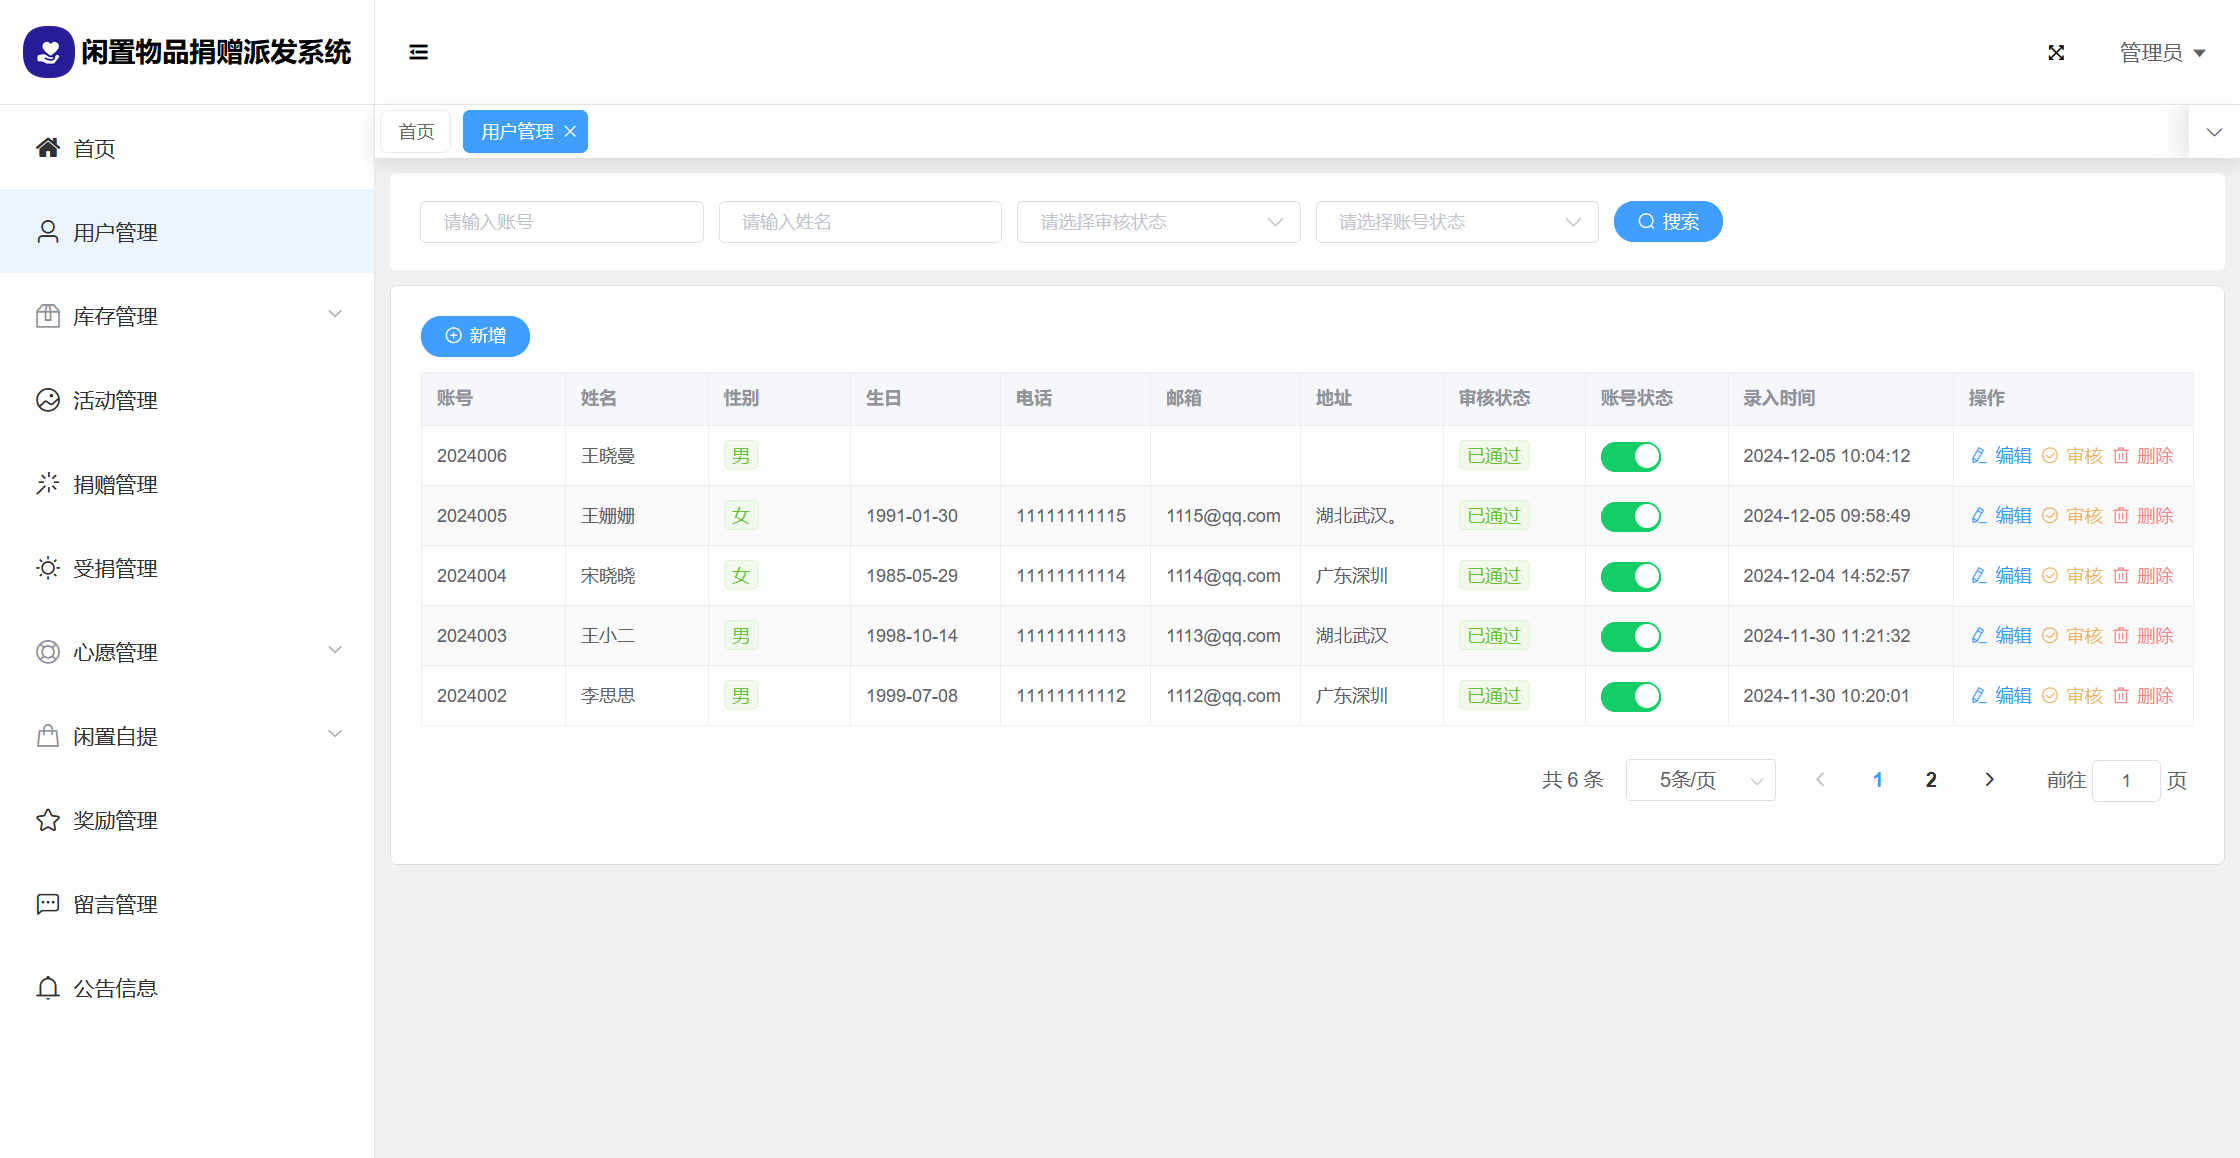 闲置物品捐赠派发系统
管理员
首页
用户管理
库存管理
活动管理
捐赠管理
受捐管理
心愿管理
闲置自提
奖励管理
留言管理
公告信息
首页 用户管理
请输入账号 请输入姓名 请选择审核状态 请选择账号状态 搜索
新增
账号 姓名 性别 生日 电话 邮箱 地址 审核状态 账号状态 录入时间 操作
2024006 王晓曼 男 已通过 2024-12-05 10:04:12 编辑 审核 删除
2024005 王姗姗 女 1991-01-30 11111111115 1115@qq.com 湖北武汉。 已通过 2024-12-05 09:58:49 编辑 审核 删除
2024004 宋晓晓 女 1985-05-29 11111111114 1114@qq.com 广东深圳 已通过 2024-12-04 14:52:57 编辑 审核 删除
2024003 王小二 男 1998-10-14 11111111113 1113@qq.com 湖北武汉 已通过 2024-11-30 11:21:32 编辑 审核 删除
2024002 李思思 男 1999-07-08 11111111112 1112@qq.com 广东深圳 已通过 2024-11-30 10:20:01 编辑 审核 删除
共 6 条 5条/页 1 2 前往 1 页